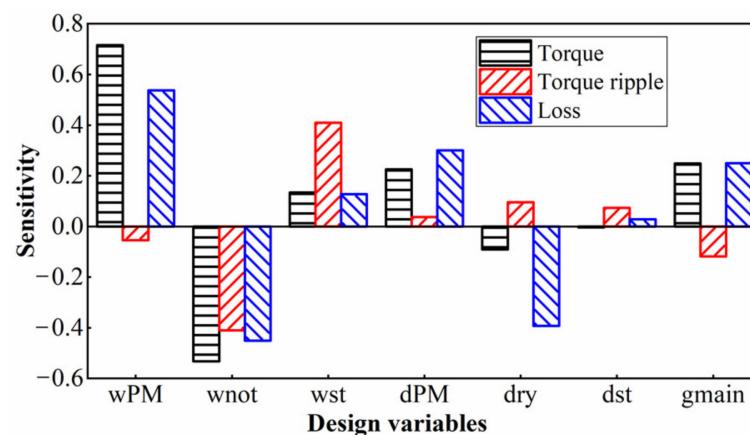 0.8
0.6
0.4
0.2
0.0
−0.2
−0.4
−0.6
Sensitivity
Torque
Torque ripple
Loss
wPM wnot wst dPM dry dst gmain
Design variables